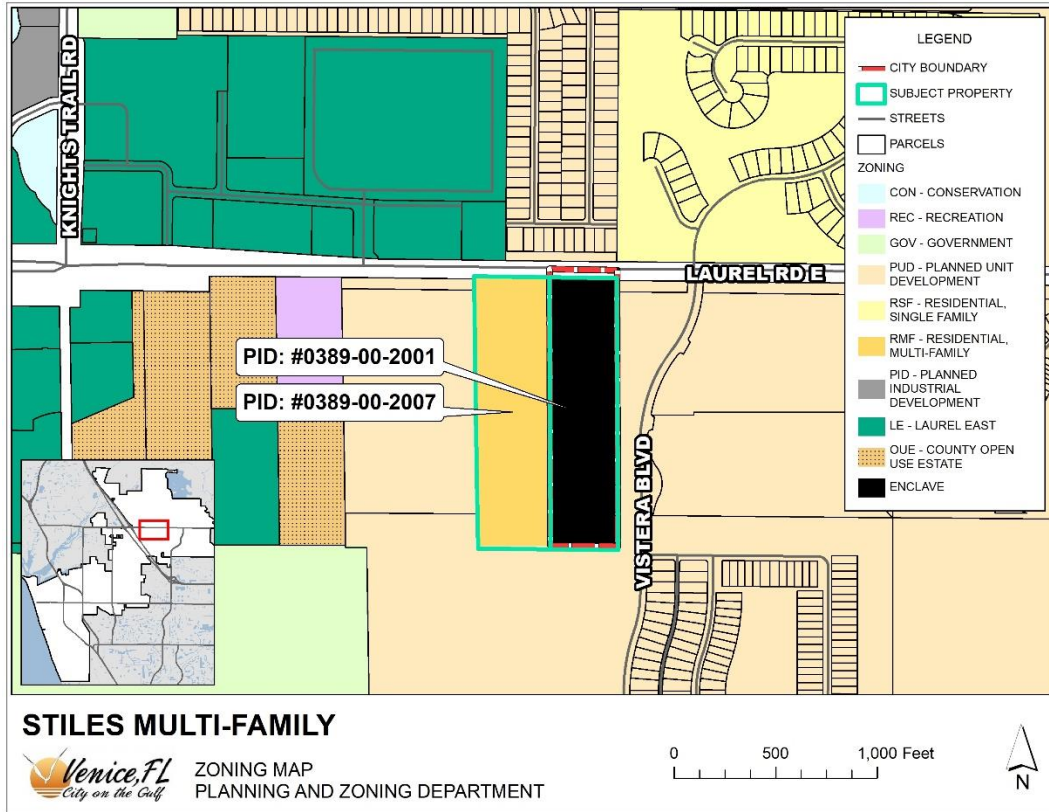 KNIGHTS TRAIL RD
LAUREL RD E
VISTERA BLVD
PID: #0389-00-2001
PID: #0389-00-2007
LEGEND
CITY BOUNDARY
SUBJECT PROPERTY
STREETS
PARCELS
ZONING
CON - CONSERVATION
REC - RECREATION
GOV - GOVERNMENT
PUD - PLANNED UNIT
DEVELOPMENT
RSF - RESIDENTIAL,
SINGLE FAMILY
RMF - RESIDENTIAL,
MULTI-FAMILY
PID - PLANNED
INDUSTRIAL
DEVELOPMENT
LE - LAUREL EAST
OUE - COUNTY OPEN
USE ESTATE
ENCLAVE
STILES MULTI-FAMILY
Venice, FL
City on the Gulf
ZONING MAP
PLANNING AND ZONING DEPARTMENT
0 500 1,000 Feet
N